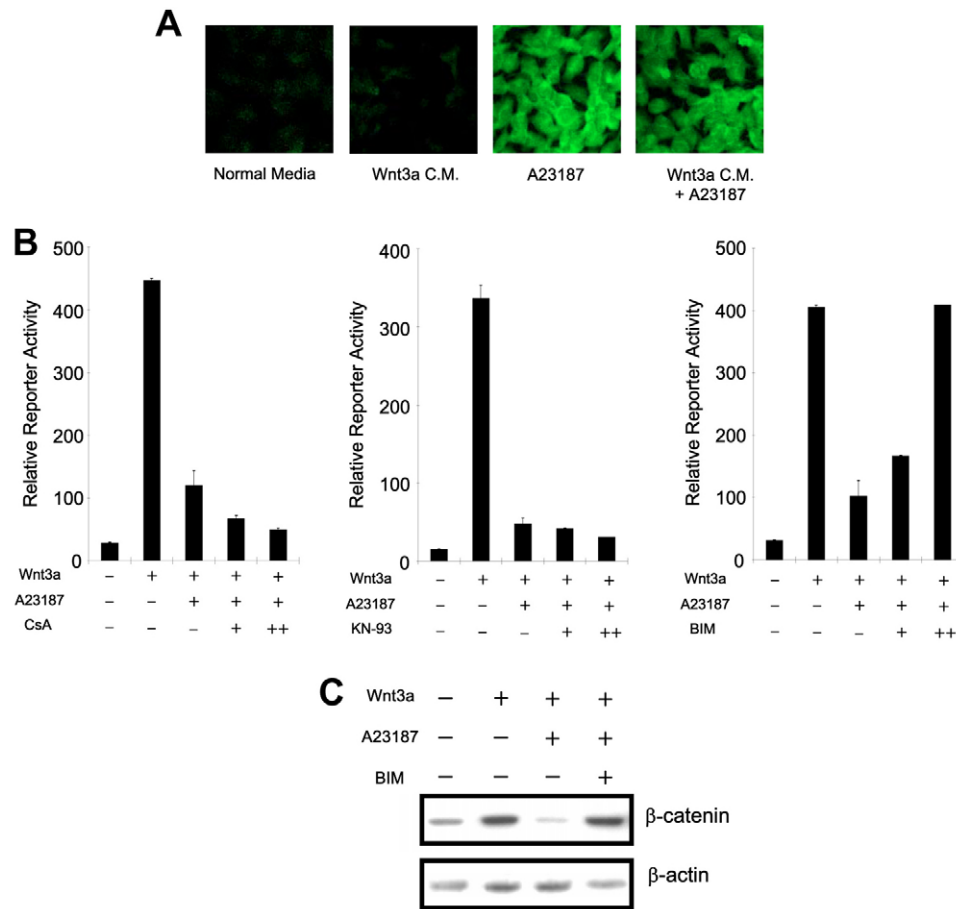 A
Normal Media
Wnt3a C.M.
A23187
Wnt3a C.M.
+ A23187
B
Relative Reporter Activity
500
400
300
200
100
0
Wnt3a – + + + +
A23187 – – + + +
CsA – – – + ++
Relative Reporter Activity
400
300
200
100
0
Wnt3a – + + + +
A23187 – – + + +
KN-93 – – – + ++
Relative Reporter Activity
500
400
300
200
100
0
Wnt3a – + + + +
A23187 – – + + +
BIM – – – + ++
C
Wnt3a – + + +
A23187 – – + +
BIM – – – +
β-catenin
β-actin